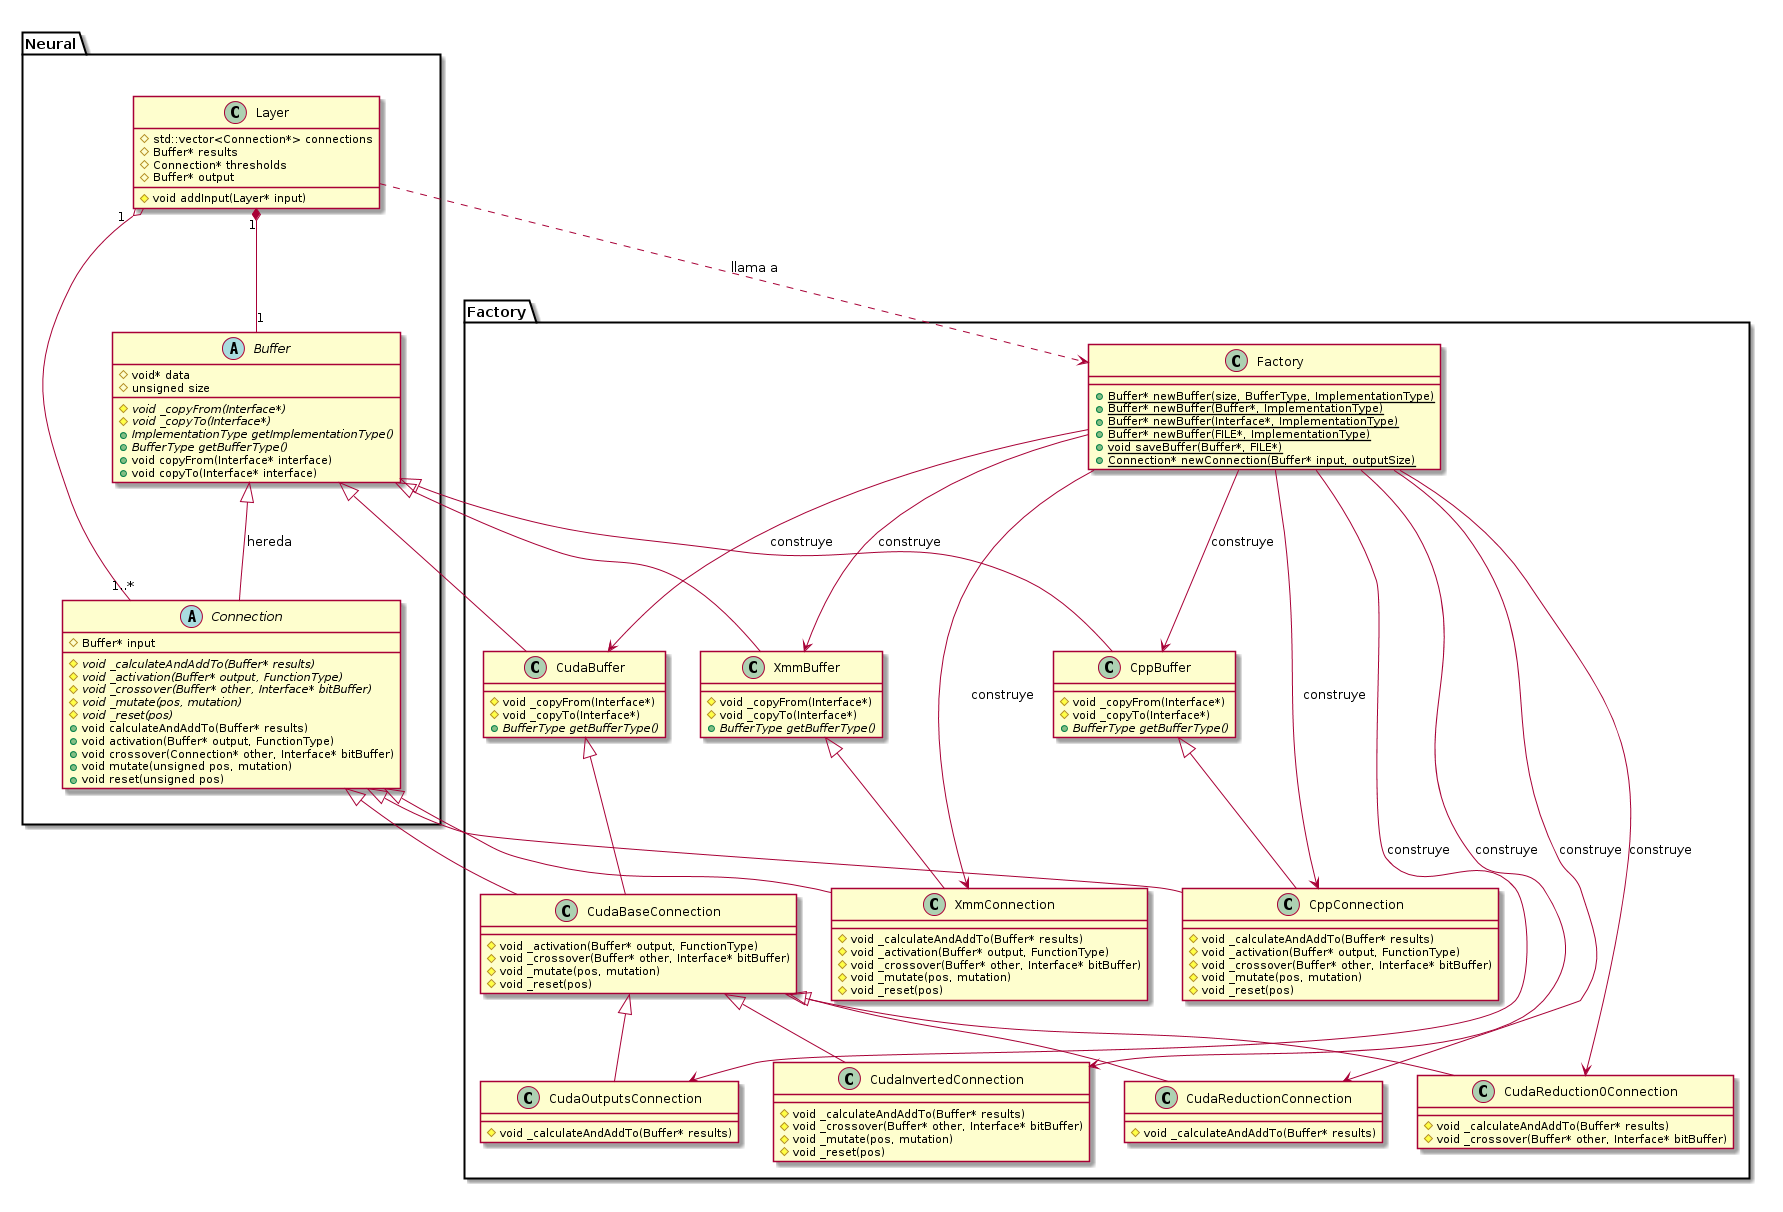 Neural
C Layer
std::vector<Connection*> connections
Buffer* results
Connection* thresholds
Buffer* output
void addInput(Layer* input)
1
1
llama a
1
A Buffer
void* data
unsigned size
void _copyFrom(Interface*)
void _copyTo(Interface*)
ImplementationType getImplementationType()
BufferType getBufferType()
void copyFrom(Interface* interface)
void copyTo(Interface* interface)
hereda
1..*
A Connection
Buffer* input
void _calculateAndAddTo(Buffer* results)
void _activation(Buffer* output, FunctionType)
void _crossover(Buffer* other, Interface* bitBuffer)
void _mutate(pos, mutation)
void _reset(pos)
void calculateAndAddTo(Buffer* results)
void activation(Buffer* output, FunctionType)
void crossover(Connection* other, Interface* bitBuffer)
void mutate(unsigned pos, mutation)
void reset(unsigned pos)
Factory
C Factory
Buffer* newBuffer(size, BufferType, ImplementationType)
Buffer* newBuffer(Buffer*, ImplementationType)
Buffer* newBuffer(Interface*, ImplementationType)
Buffer* newBuffer(FILE*, ImplementationType)
void saveBuffer(Buffer*, FILE*)
Connection* newConnection(Buffer* input, outputSize)
construye
construye
construye
C CudaBuffer
void _copyFrom(Interface*)
void _copyTo(Interface*)
BufferType getBufferType()
C XmmBuffer
void _copyFrom(Interface*)
void _copyTo(Interface*)
BufferType getBufferType()
C CppBuffer
void _copyFrom(Interface*)
void _copyTo(Interface*)
BufferType getBufferType()
construye
construye
construye
construye
construye
construye
C CudaBaseConnection
void _activation(Buffer* output, FunctionType)
void _crossover(Buffer* other, Interface* bitBuffer)
void _mutate(pos, mutation)
void _reset(pos)
C XmmConnection
void _calculateAndAddTo(Buffer* results)
void _activation(Buffer* output, FunctionType)
void _crossover(Buffer* other, Interface* bitBuffer)
void _mutate(pos, mutation)
void _reset(pos)
C CppConnection
void _calculateAndAddTo(Buffer* results)
void _activation(Buffer* output, FunctionType)
void _crossover(Buffer* other, Interface* bitBuffer)
void _mutate(pos, mutation)
void _reset(pos)
C CudaOutputsConnection
void _calculateAndAddTo(Buffer* results)
C CudaInvertedConnection
void _calculateAndAddTo(Buffer* results)
void _crossover(Buffer* other, Interface* bitBuffer)
void _mutate(pos, mutation)
void _reset(pos)
C CudaReductionConnection
void _calculateAndAddTo(Buffer* results)
C CudaReduction0Connection
void _calculateAndAddTo(Buffer* results)
void _crossover(Buffer* other, Interface* bitBuffer)